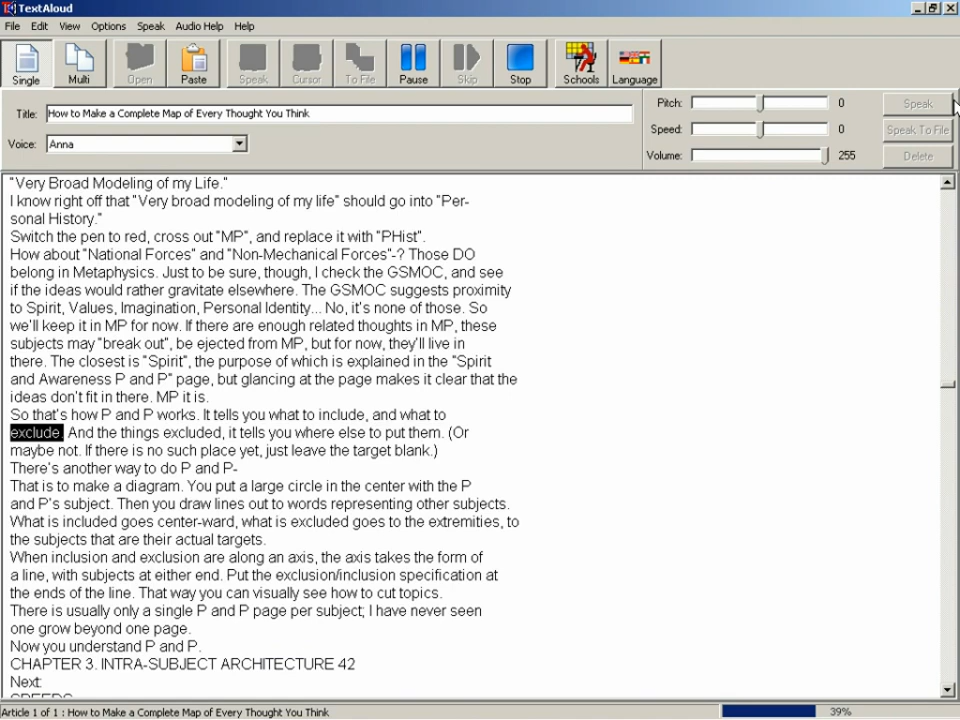 TextAloud
File Edit View Options Speak Audio Help Help
Single Multi Open Paste Speak Cursor To File Pause Skip Stop Schools Language
Title: How to Make a Complete Map of Every Thought You Think
Voice: Anna
Pitch: 0 Speak
Speed: 0 Speak To File
Volume: 255 Delete
"Very Broad Modeling of my Life."
I know right off that "Very broad modeling of my life" should go into "Per-
sonal History."
Switch the pen to red, cross out "MP", and replace it with "PHist".
How about "National Forces" and "Non-Mechanical Forces"-? Those DO
belong in Metaphysics. Just to be sure, though, I check the GSMOC, and see
if the ideas would rather gravitate elsewhere. The GSMOC suggests proximity
to Spirit, Values, Imagination, Personal Identity... No, it's none of those. So
we'll keep it in MP for now. If there are enough related thoughts in MP, these
subjects may "break out", be ejected from MP, but for now, they'll live in
there. The closest is "Spirit", the purpose of which is explained in the "Spirit
and Awareness P and P" page, but glancing at the page makes it clear that the
ideas don't fit in there. MP it is.
So that's how P and P works. It tells you what to include, and what to
exclude. And the things excluded, it tells you where else to put them. (Or
maybe not. If there is no such place yet, just leave the target blank.)
There's another way to do P and P-
That is to make a diagram. You put a large circle in the center with the P
and P's subject. Then you draw lines out to words representing other subjects.
What is included goes center-ward, what is excluded goes to the extremities, to
the subjects that are their actual targets.
When inclusion and exclusion are along an axis, the axis takes the form of
a line, with subjects at either end. Put the exclusion/inclusion specification at
the ends of the line. That way you can visually see how to cut topics.
There is usually only a single P and P page per subject; I have never seen
one grow beyond one page.
Now you understand P and P.
CHAPTER 3. INTRA-SUBJECT ARCHITECTURE 42
Next:
SPEEDS
Article 1 of 1 : How to Make a Complete Map of Every Thought You Think 39%